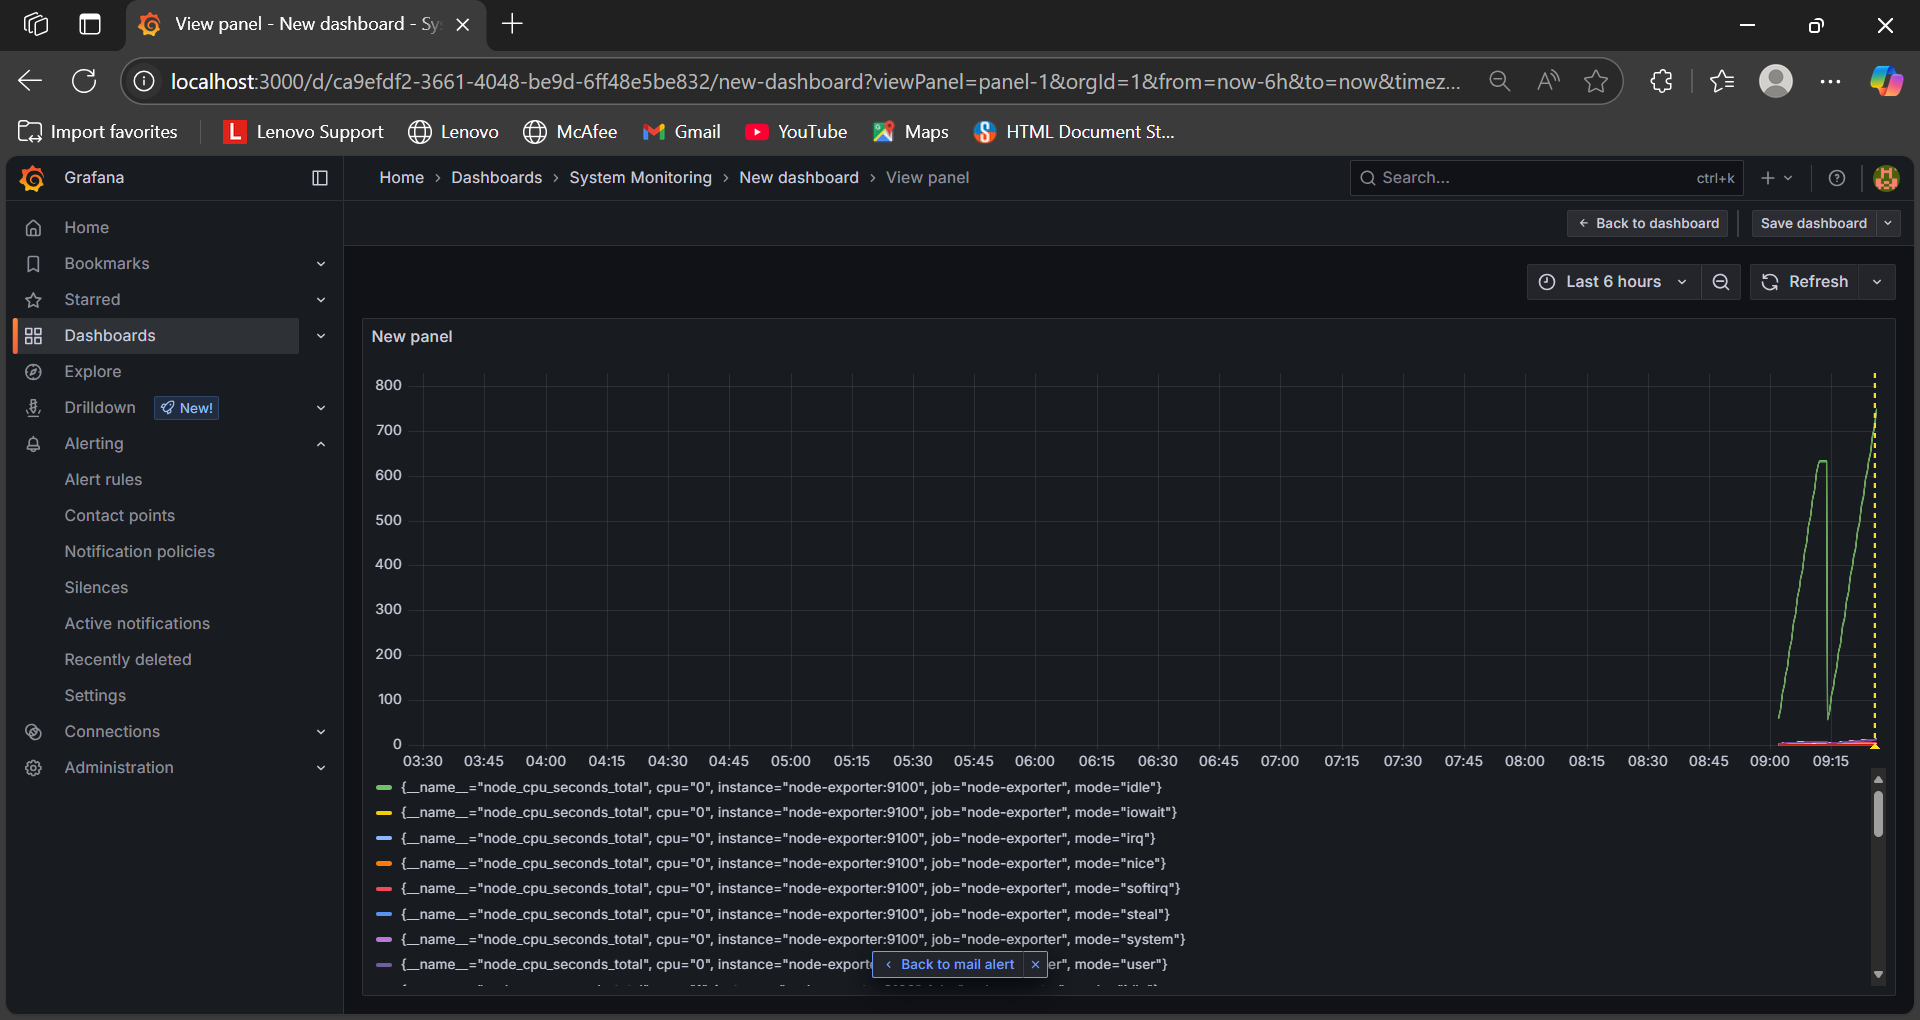 View panel - New dashboard - Sy
localhost:3000/d/ca9efdf2-3661-4048-be9d-6ff48e5be832/new-dashboard?viewPanel=panel-1&orgId=1&from=now-6h&to=now&timez...
Import favorites
Lenovo Support
Lenovo
McAfee
Gmail
YouTube
Maps
HTML Document St...
Grafana
Home › Dashboards › System Monitoring › New dashboard › View panel
Search...
ctrl+k
← Back to dashboard
Save dashboard
Home
Bookmarks
Starred
Dashboards
Explore
Drilldown New!
Alerting
Alert rules
Contact points
Notification policies
Silences
Active notifications
Recently deleted
Settings
Connections
Administration
Last 6 hours
Refresh
New panel
800
700
600
500
400
300
200
100
0
03:30 03:45 04:00 04:15 04:30 04:45 05:00 05:15 05:30 05:45 06:00 06:15 06:30 06:45 07:00 07:15 07:30 07:45 08:00 08:15 08:30 08:45 09:00 09:15
{__name__="node_cpu_seconds_total", cpu="0", instance="node-exporter:9100", job="node-exporter", mode="idle"}
{__name__="node_cpu_seconds_total", cpu="0", instance="node-exporter:9100", job="node-exporter", mode="iowait"}
{__name__="node_cpu_seconds_total", cpu="0", instance="node-exporter:9100", job="node-exporter", mode="irq"}
{__name__="node_cpu_seconds_total", cpu="0", instance="node-exporter:9100", job="node-exporter", mode="nice"}
{__name__="node_cpu_seconds_total", cpu="0", instance="node-exporter:9100", job="node-exporter", mode="softirq"}
{__name__="node_cpu_seconds_total", cpu="0", instance="node-exporter:9100", job="node-exporter", mode="steal"}
{__name__="node_cpu_seconds_total", cpu="0", instance="node-exporter:9100", job="node-exporter", mode="system"}
{__name__="node_cpu_seconds_total", cpu="0", instance="node-exporte er", mode="user"}
‹ Back to mail alert ×